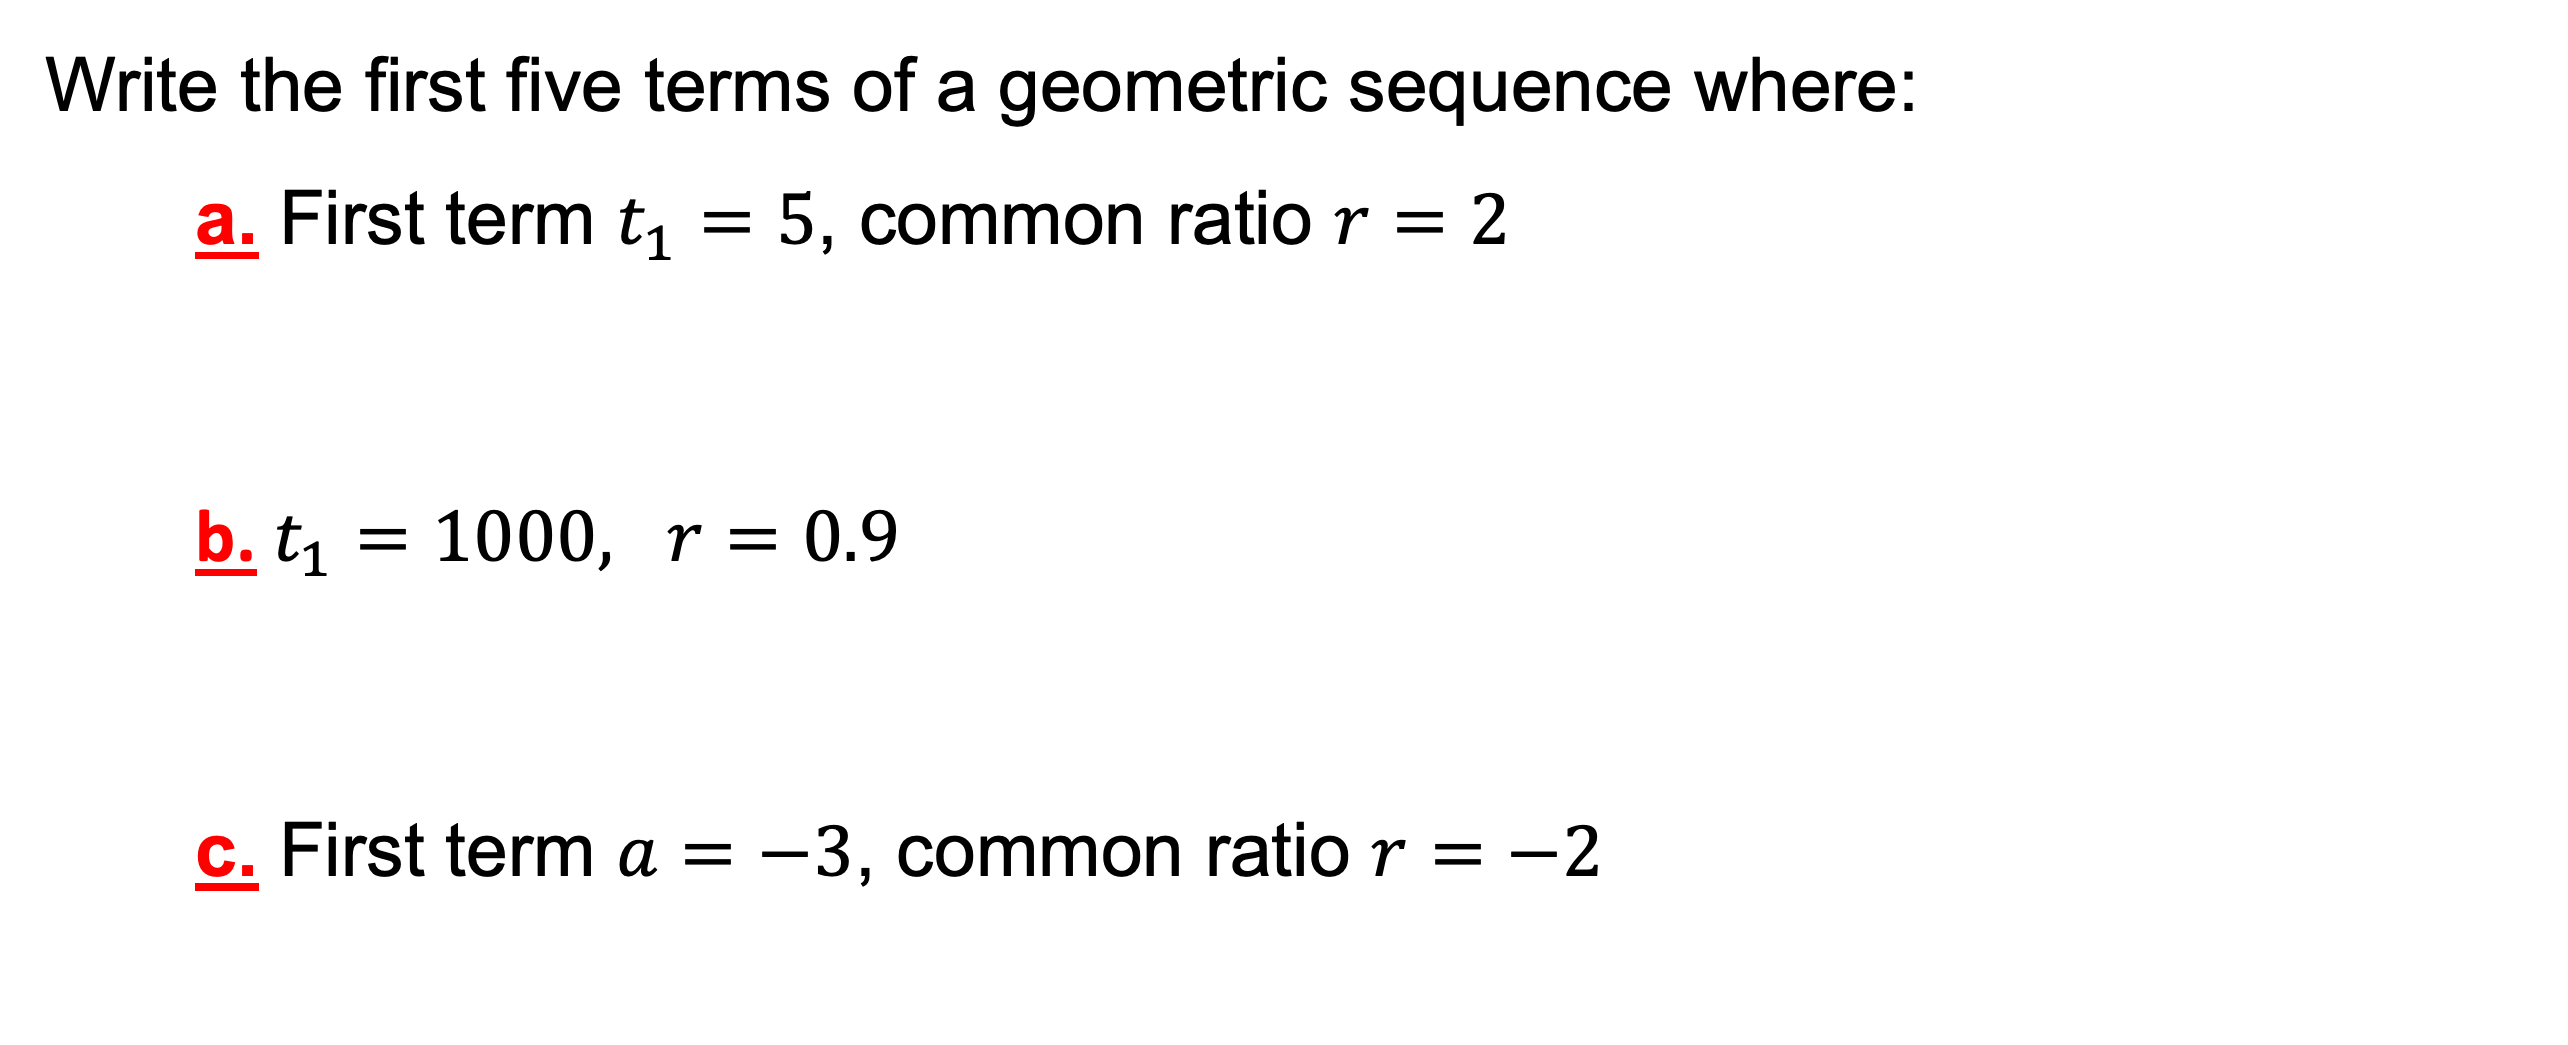 Write the first five terms of a geometric sequence where:
a. First term t₁ = 5, common ratio r = 2
b. t₁ = 1000, r = 0.9
c. First term a = −3, common ratio r = −2